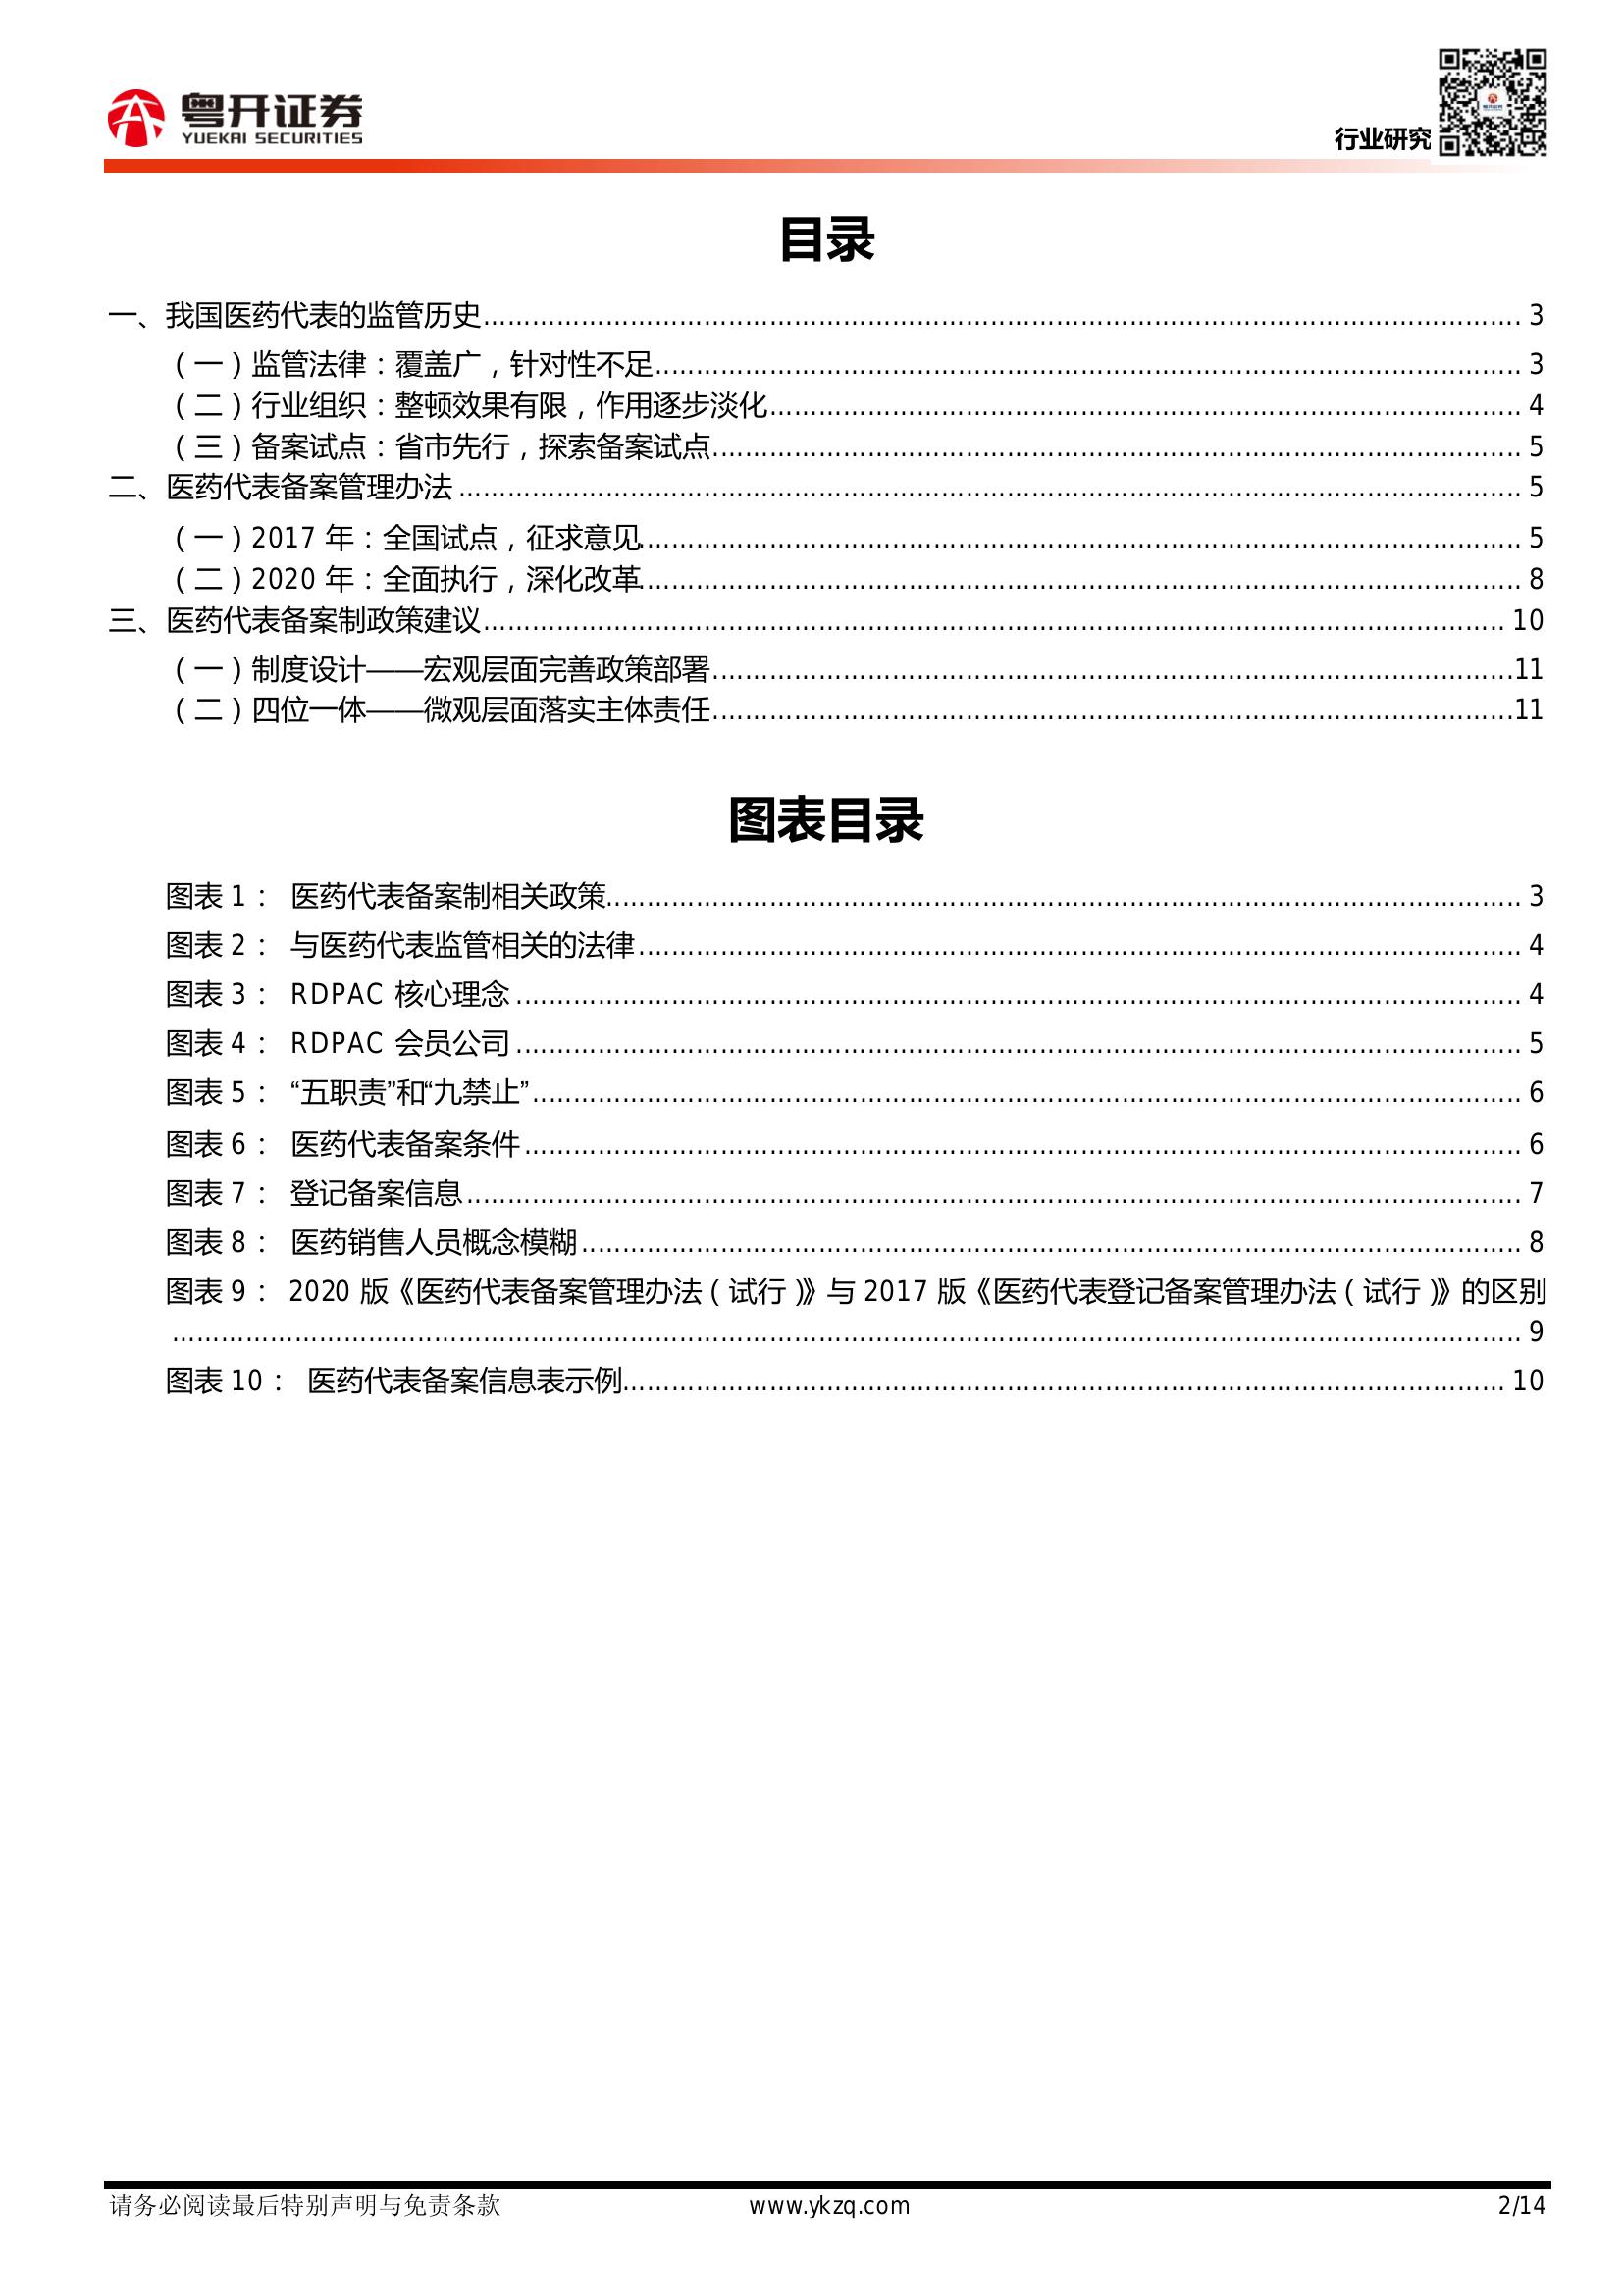 粤开证券
YUEKAI SECURITIES
行业研究
目录
一、我国医药代表的监管历史 3
（一）监管法律：覆盖广，针对性不足 3
（二）行业组织：整顿效果有限，作用逐步淡化 4
（三）备案试点：省市先行，探索备案试点 5
二、医药代表备案管理办法 5
（一）2017 年：全国试点，征求意见 5
（二）2020 年：全面执行，深化改革 8
三、医药代表备案制政策建议 10
（一）制度设计——宏观层面完善政策部署 11
（二）四位一体——微观层面落实主体责任 11
图表目录
图表 1： 医药代表备案制相关政策 3
图表 2： 与医药代表监管相关的法律 4
图表 3： RDPAC 核心理念 4
图表 4： RDPAC 会员公司 5
图表 5： “五职责”和“九禁止” 6
图表 6： 医药代表备案条件 6
图表 7： 登记备案信息 7
图表 8： 医药销售人员概念模糊 8
图表 9： 2020 版《医药代表备案管理办法（试行）》与 2017 版《医药代表登记备案管理办法（试行）》的区别
9
图表 10： 医药代表备案信息表示例 10
请务必阅读最后特别声明与免责条款 www.ykzq.com 2/14